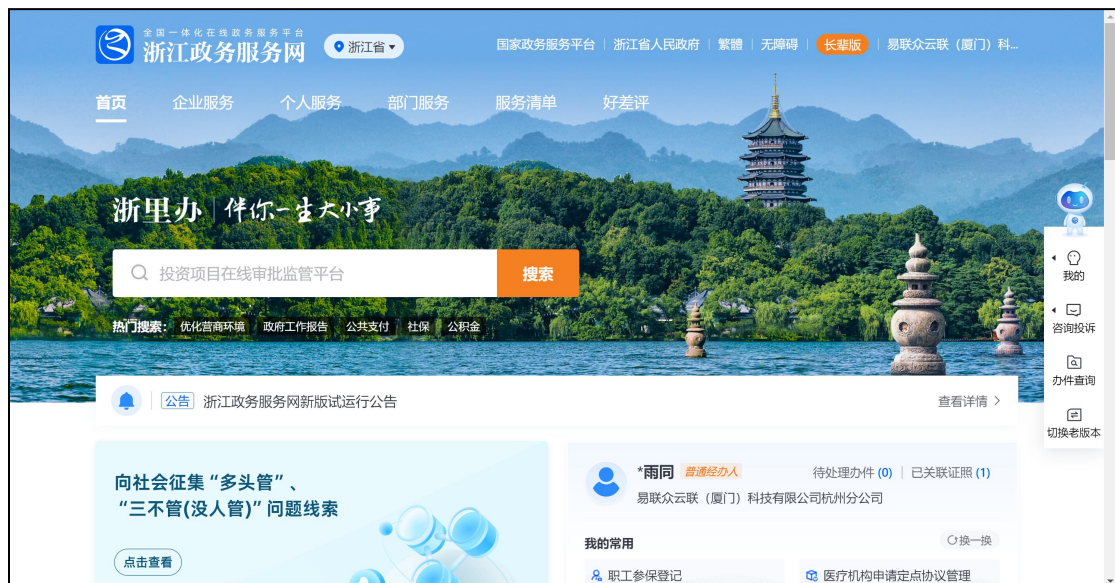 全国一体化在线政务服务平台
浙江政务服务网
浙江省
国家政务服务平台 | 浙江省人民政府 | 繁體 | 无障碍 | 长辈版 | 易联众云联（厦门）科...
首页 企业服务 个人服务 部门服务 服务清单 好差评
浙里办 | 伴你一生大小事
投资项目在线审批监管平台 搜索
热门搜索： 优化营商环境 政府工作报告 公共支付 社保 公积金
公告 浙江政务服务网新版试运行公告 查看详情
我的
咨询投诉
办件查询
切换老版本
向社会征集“多头管”、
“三不管(没人管)”问题线索
点击查看
*雨同 普通经办人 待处理办件 (0) | 已关联证照 (1)
易联众云联（厦门）科技有限公司杭州分公司
我的常用 换一换
职工参保登记 医疗机构申请定点协议管理